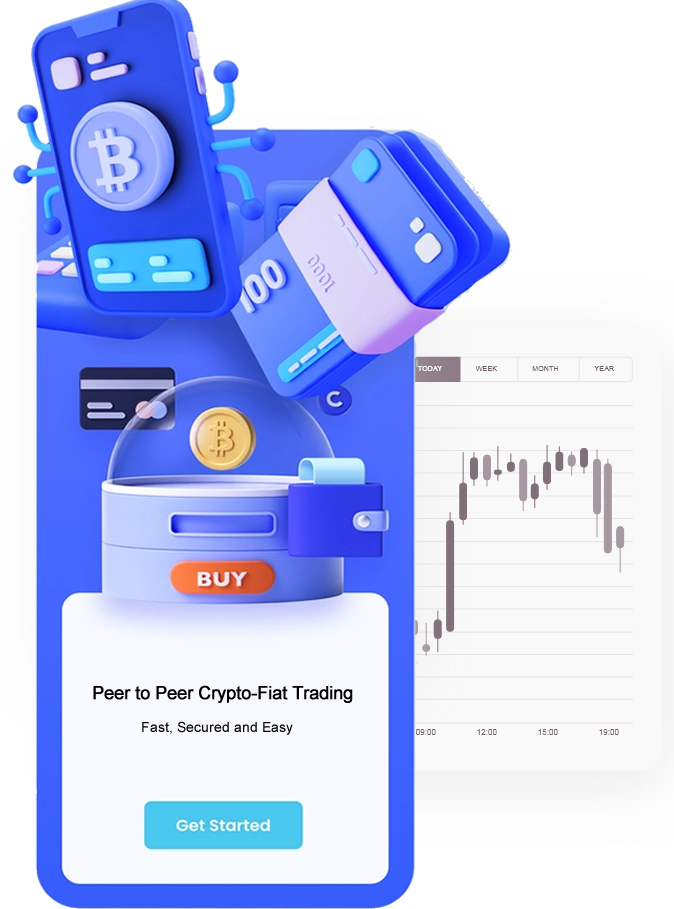 100
0001
C
TODAY WEEK MONTH YEAR
BUY
Peer to Peer Crypto-Fiat Trading
Fast, Secured and Easy
09:00 12:00 15:00 19:00
Get Started